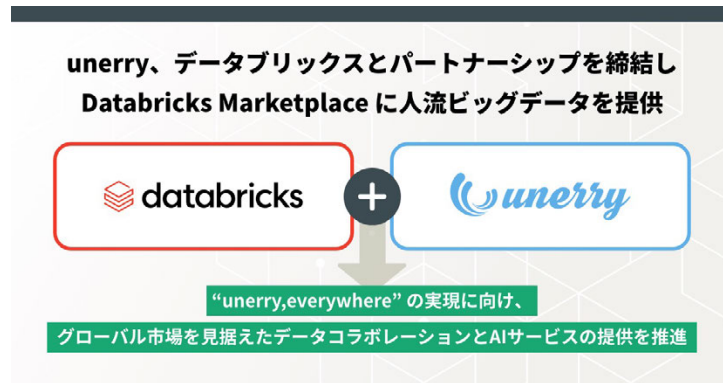 unerry、データブリックスとパートナーシップを締結し
Databricks Marketplace に人流ビッグデータを提供
databricks
+
unerry
“unerry,everywhere” の実現に向け、
グローバル市場を見据えたデータコラボレーションとAIサービスの提供を推進